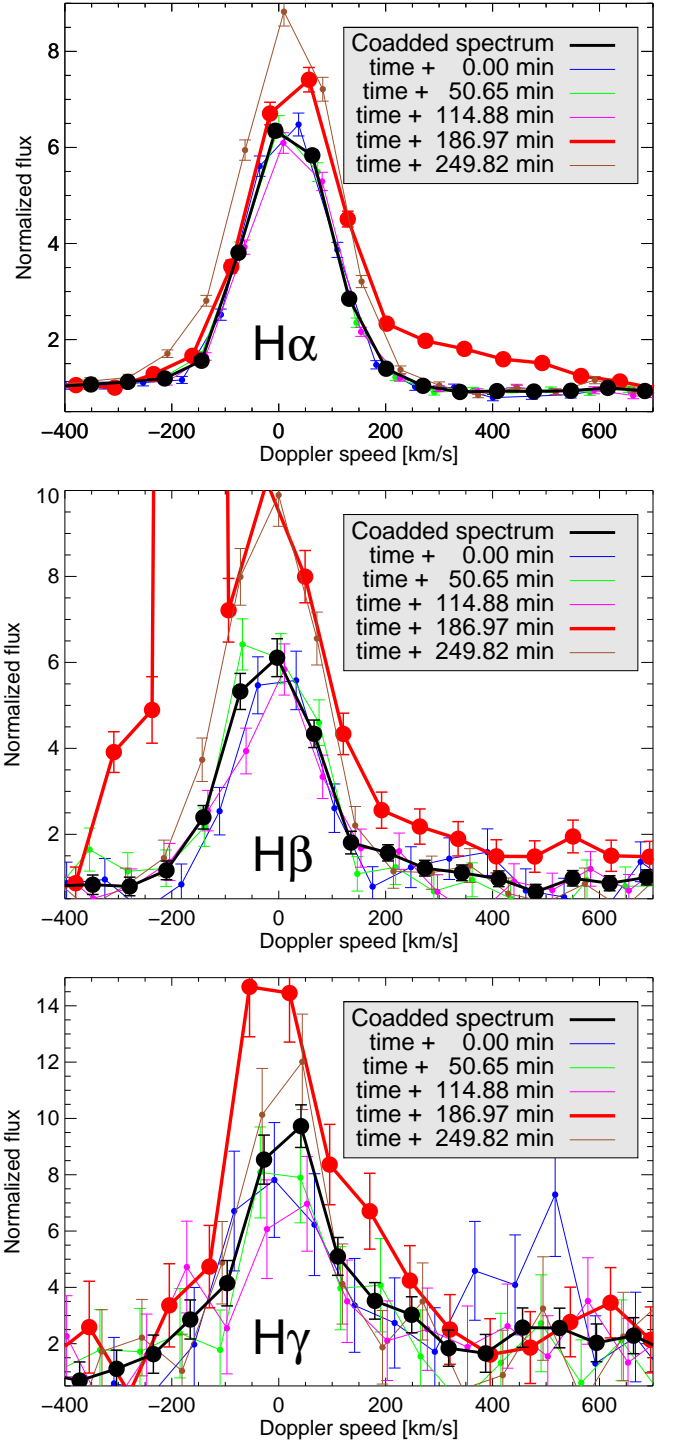 8
6
4
2
Normalized flux
Coadded spectrum
time + 0.00 min
time + 50.65 min
time + 114.88 min
time + 186.97 min
time + 249.82 min
Hα
−400 −200 0 200 400 600
Doppler speed [km/s]
10
8
6
4
2
Normalized flux
Coadded spectrum
time + 0.00 min
time + 50.65 min
time + 114.88 min
time + 186.97 min
time + 249.82 min
Hβ
−400 −200 0 200 400 600
Doppler speed [km/s]
14
12
10
8
6
4
2
Normalized flux
Coadded spectrum
time + 0.00 min
time + 50.65 min
time + 114.88 min
time + 186.97 min
time + 249.82 min
Hγ
−400 −200 0 200 400 600
Doppler speed [km/s]